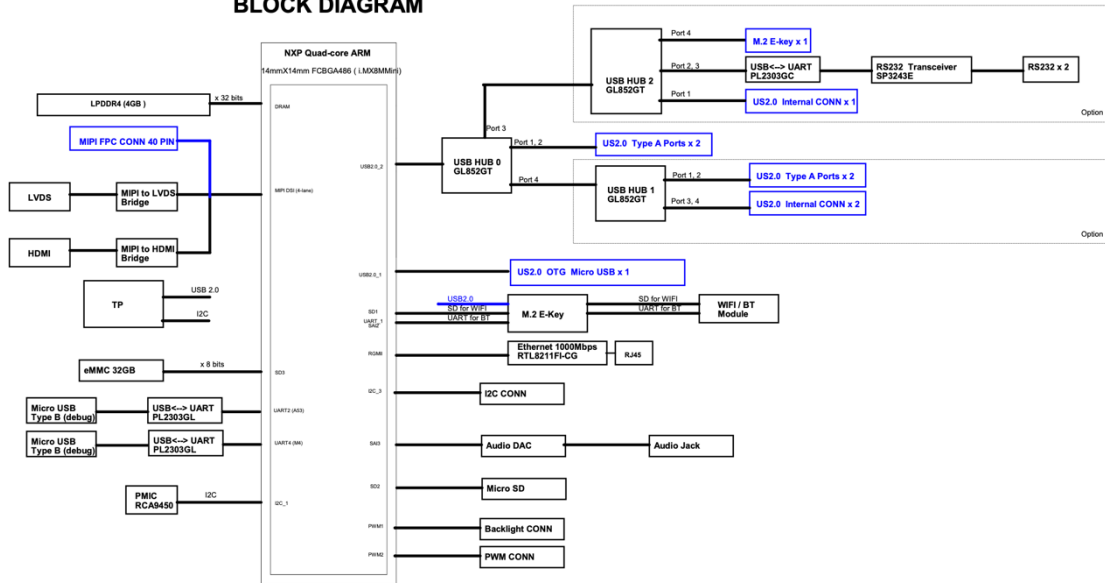 BLOCK DIAGRAM
NXP Quad-core ARM
14mmX14mm FCBGA486 ( i.MX8MMini)
LPDDR4 (4GB )
x 32 bits
DRAM
MIPI FPC CONN 40 PIN
LVDS
MIPI to LVDS
Bridge
MIPI DSI (4-lane)
HDMI
MIPI to HDMI
Bridge
TP
USB 2.0
I2C
eMMC 32GB
x 8 bits
SD3
Micro USB
Type B (debug)
USB<--> UART
PL2303GL
UART2 (A53)
Micro USB
Type B (debug)
USB<--> UART
PL2303GL
UART4 (M4)
PMIC
RCA9450
I2C
I2C_1
USB2.0_2
USB HUB 0
GL852GT
Port 3
Port 1, 2
US2.0 Type A Ports x 2
Port 4
USB HUB 2
GL852GT
Port 4
M.2 E-key x 1
Port 2, 3
USB<--> UART
PL2303GC
RS232 Transceiver
SP3243E
RS232 x 2
Port 1
US2.0 Internal CONN x 1
Option
USB HUB 1
GL852GT
Port 1, 2
US2.0 Type A Ports x 2
Port 3, 4
US2.0 Internal CONN x 2
Option
USB2.0_1
US2.0 OTG Micro USB x 1
USB2.0
SD1
SD for WIFI
UART_1
SAI2
UART for BT
M.2 E-Key
SD for WIFI
UART for BT
WIFI / BT
Module
Ethernet 1000Mbps
RTL8211FI-CG
RJ45
I2C_3
I2C CONN
SAI3
Audio DAC
Audio Jack
SD2
Micro SD
PWM1
Backlight CONN
PWM2
PWM CONN